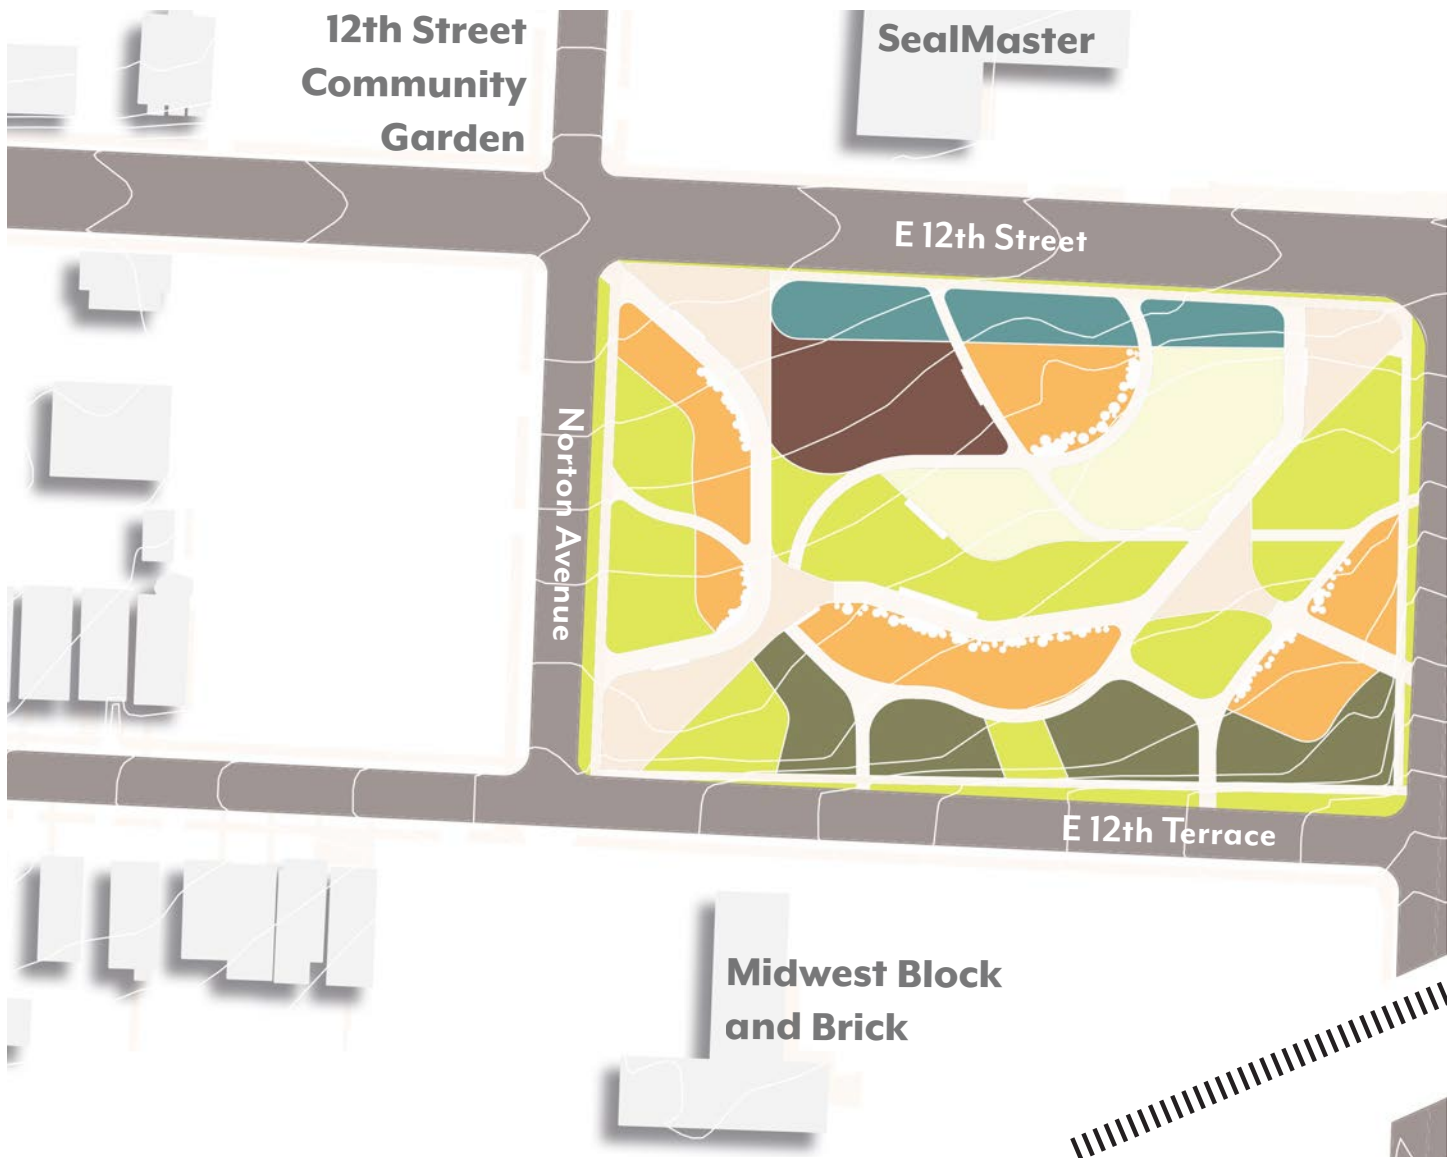 12th Street
Community
Garden
SealMaster
E 12th Street
Norton Avenue
E 12th Terrace
Midwest Block
and Brick